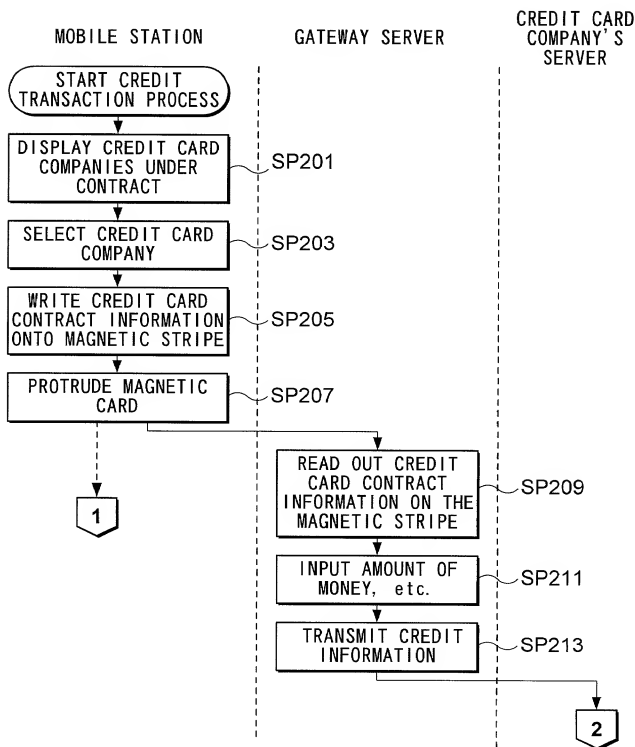 MOBILE STATION
GATEWAY SERVER
CREDIT CARD
COMPANY'S
SERVER
START CREDIT
TRANSACTION PROCESS
DISPLAY CREDIT CARD
COMPANIES UNDER
CONTRACT
SP201
SELECT CREDIT CARD
COMPANY
SP203
WRITE CREDIT CARD
CONTRACT INFORMATION
ONTO MAGNETIC STRIPE
SP205
PROTRUDE MAGNETIC
CARD
SP207
1
READ OUT CREDIT
CARD CONTRACT
INFORMATION ON THE
MAGNETIC STRIPE
SP209
INPUT AMOUNT OF
MONEY, etc.
SP211
TRANSMIT CREDIT
INFORMATION
SP213
2